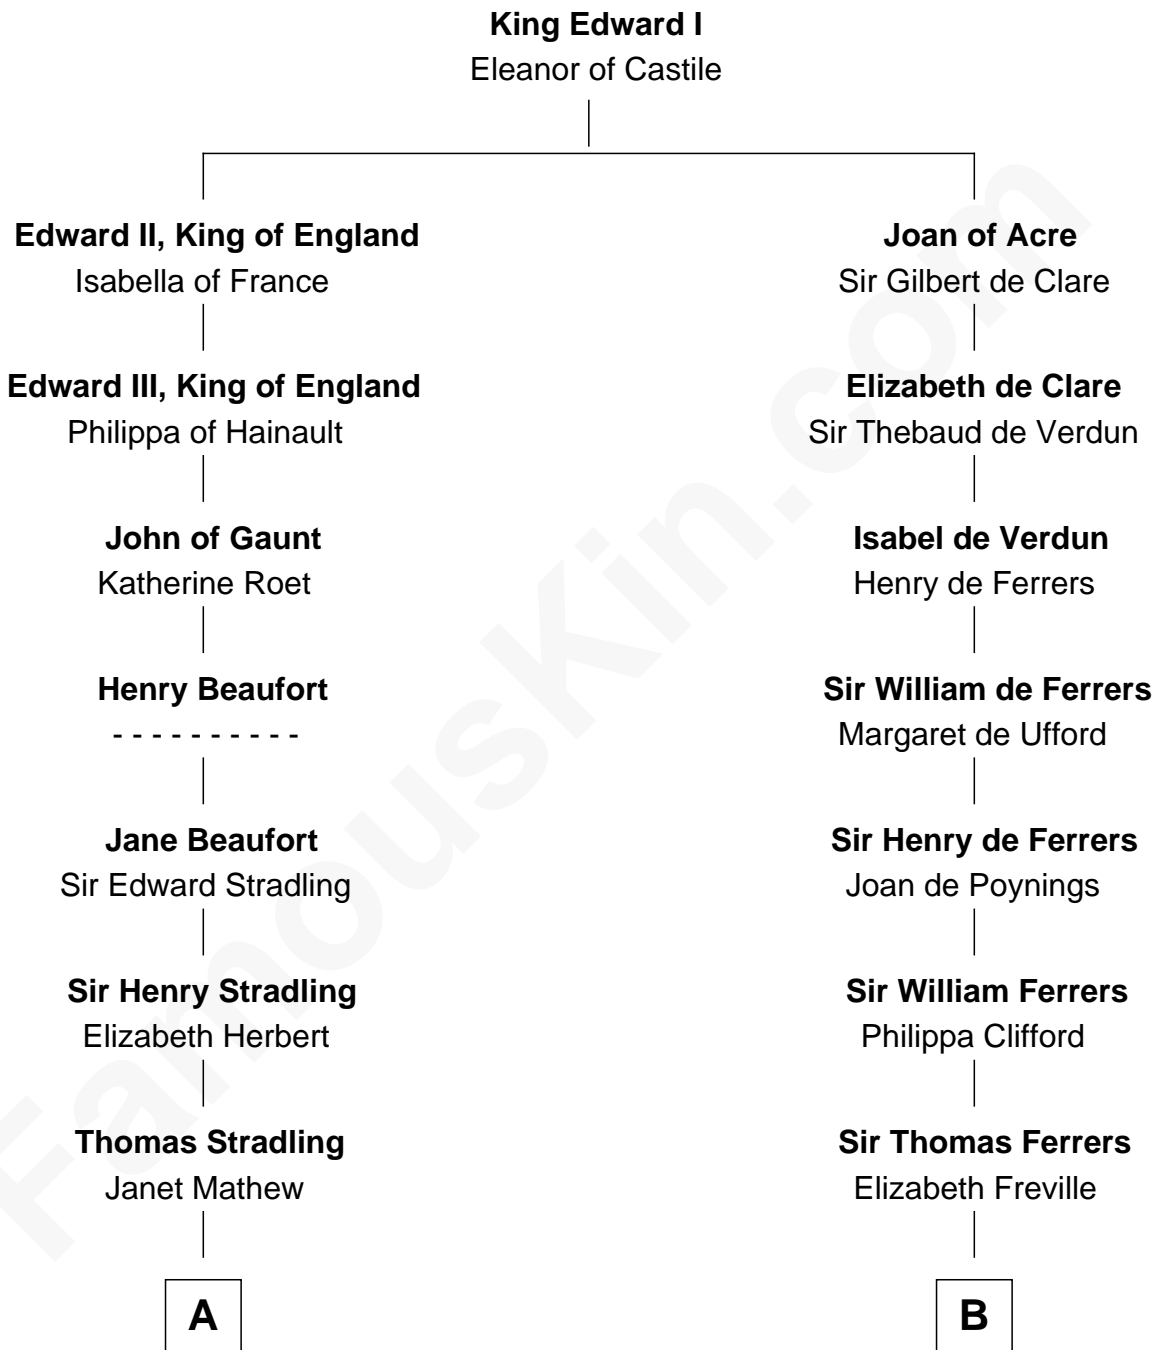 King Edward I
Eleanor of Castile
Edward II, King of England
Isabella of France
Joan of Acre
Sir Gilbert de Clare
Edward III, King of England
Philippa of Hainault
Elizabeth de Clare
Sir Thebaud de Verdun
John of Gaunt
Katherine Roet
Isabel de Verdun
Henry de Ferrers
Henry Beaufort
- - - - - - - - - -
Sir William de Ferrers
Margaret de Ufford
Jane Beaufort
Sir Edward Stradling
Sir Henry de Ferrers
Joan de Poynings
Sir Henry Stradling
Elizabeth Herbert
Sir William Ferrers
Philippa Clifford
Thomas Stradling
Janet Mathew
Sir Thomas Ferrers
Elizabeth Freville
A
B
FamousKin.com